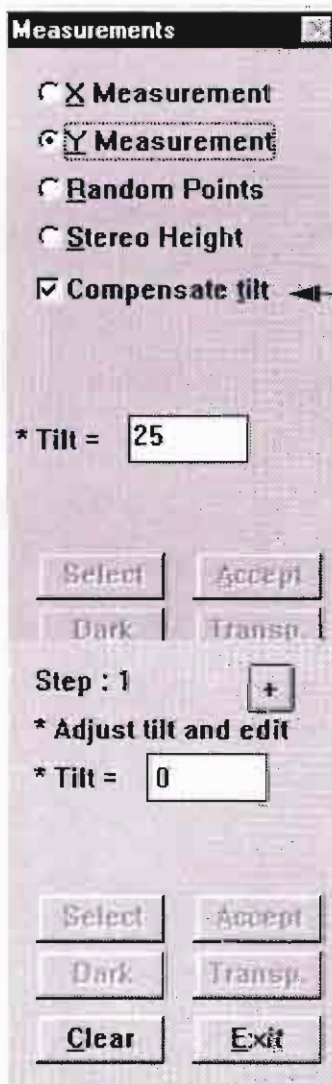 Measurements
X Measurement
Y Measurement
Random Points
Stereo Height
Compensate tilt
* Tilt = 25
Select Accept
Dark Transp.
Step : 1 +
* Adjust tilt and edit
* Tilt = 0
Select Accept
Dark Transp.
Clear Exit